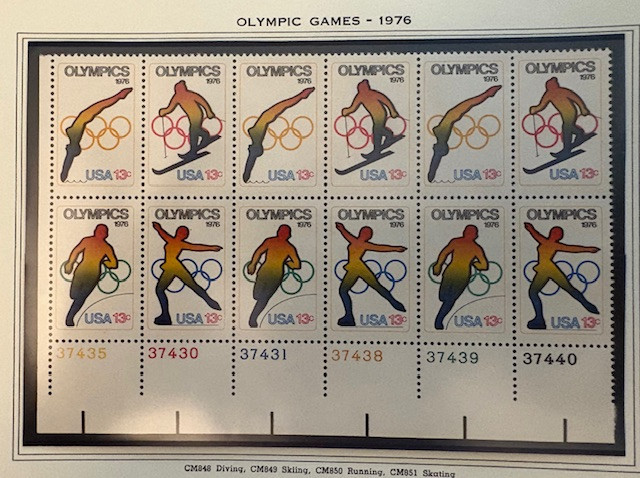 OLYMPIC GAMES - 1976
OLYMPICS OLYMPICS OLYMPICS OLYMPICS OLYMPICS OLYMPICS
1976 1976 1976 1976 1976 1976
USA 13c USA 13c USA 13c USA 13c USA 13c USA 13c
OLYMPICS OLYMPICS OLYMPICS OLYMPICS OLYMPICS OLYMPICS
1976 1976 1976 1976 1976 1976
USA 13c USA 13c USA 13c USA 13c USA 13c USA 13c
37435 37430 37431 37438 37439 37440
CM848 Diving, CM849 Skiing, CM850 Running, CM851 Skating